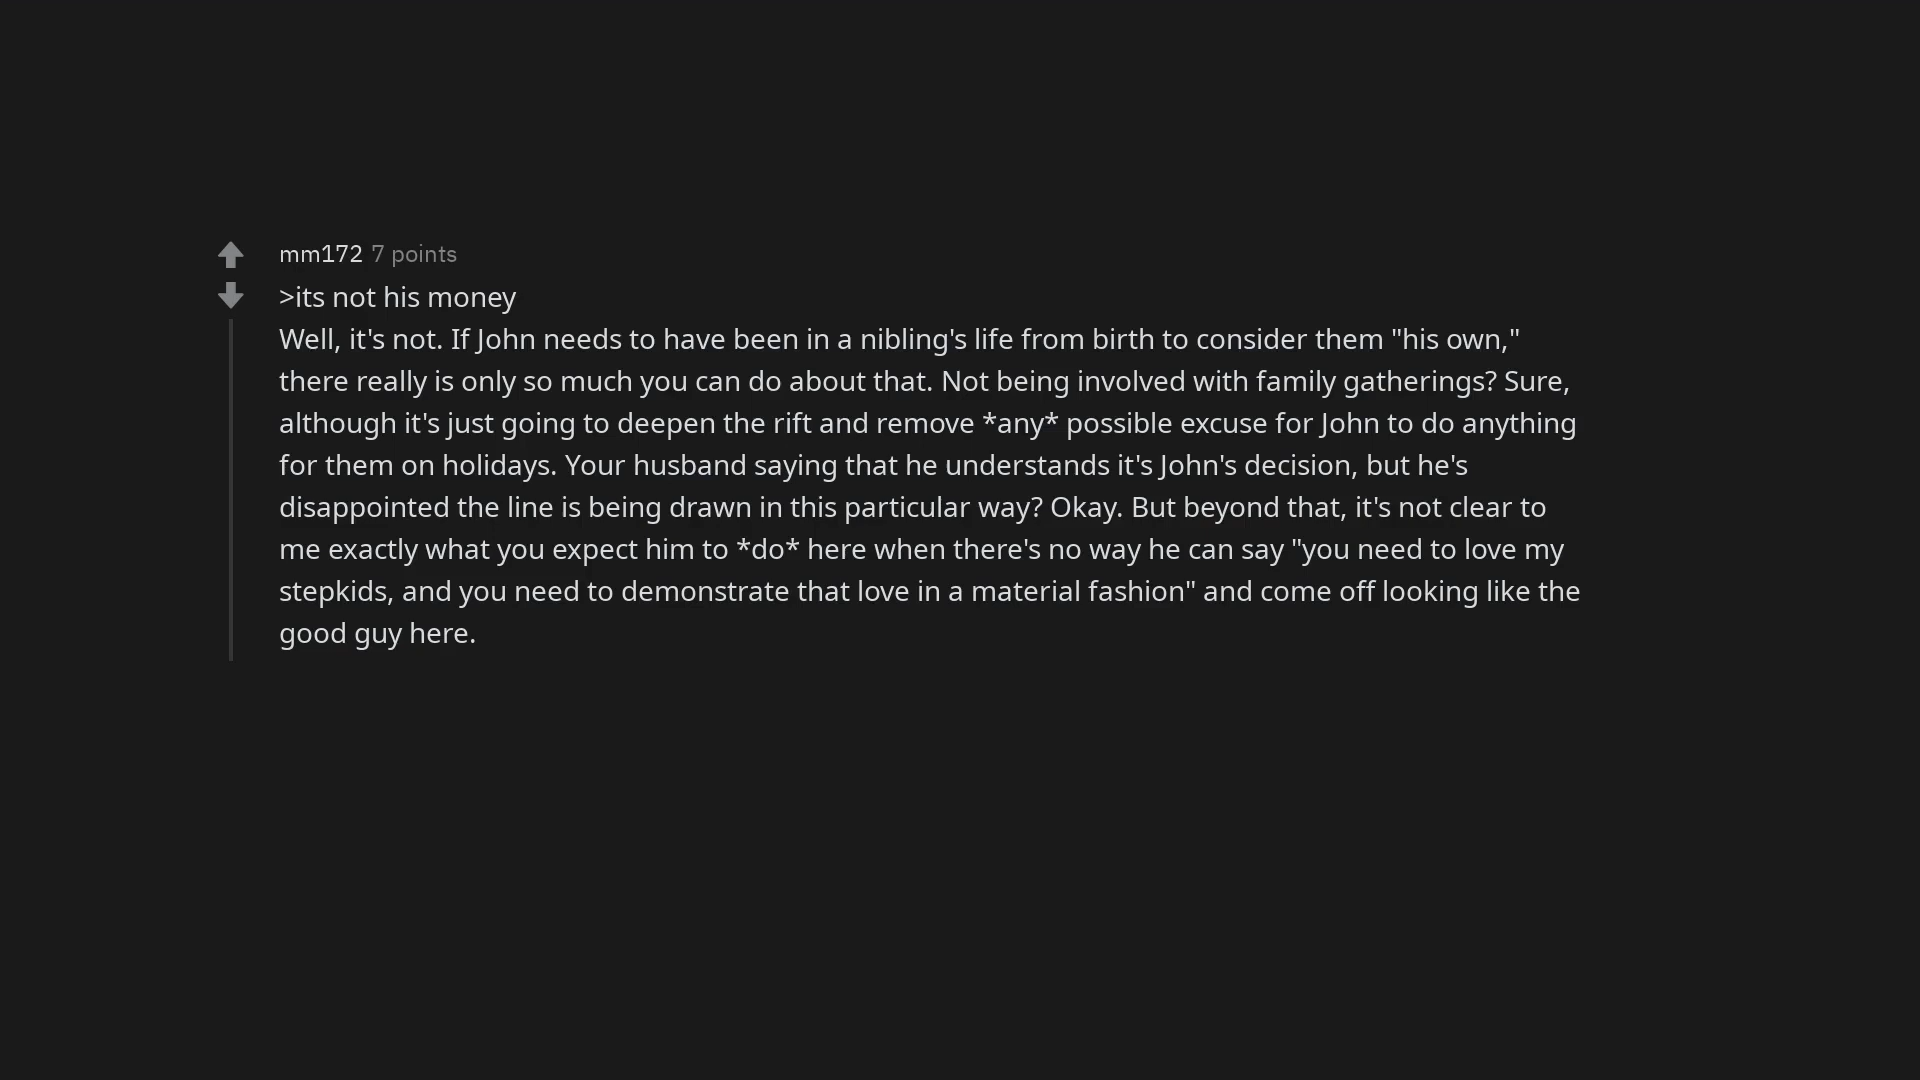 mm172 7 points
>its not his money
Well, it's not. If John needs to have been in a nibling's life from birth to consider them "his own,"
there really is only so much you can do about that. Not being involved with family gatherings? Sure,
although it's just going to deepen the rift and remove *any* possible excuse for John to do anything
for them on holidays. Your husband saying that he understands it's John's decision, but he's
disappointed the line is being drawn in this particular way? Okay. But beyond that, it's not clear to
me exactly what you expect him to *do* here when there's no way he can say "you need to love my
stepkids, and you need to demonstrate that love in a material fashion" and come off looking like the
good guy here.